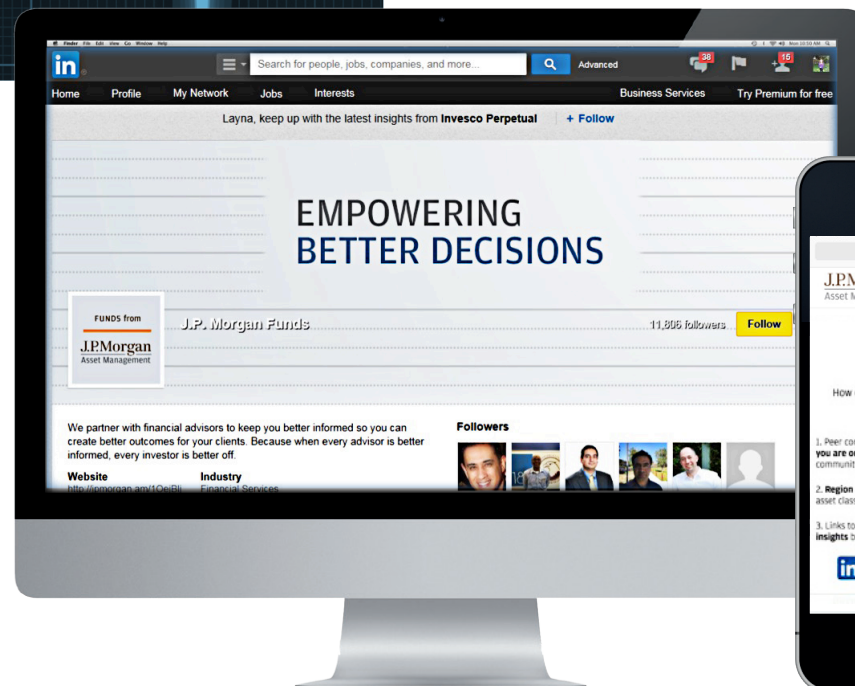 Finder File Edit View Go Window Help
Mon 10:59 AM
in
Search for people, jobs, companies, and more...
Advanced
38
15
Home Profile My Network Jobs Interests Business Services Try Premium for free
Layna, keep up with the latest insights from Invesco Perpetual + Follow
EMPOWERING
BETTER DECISIONS
FUNDS from
J.P.Morgan
Asset Management
J.P. Morgan Funds
11,806 followers
Follow
We partner with financial advisors to keep you better informed so you can
create better outcomes for your clients. Because when every advisor is better
informed, every investor is better off.
Followers
Website
Industry
Financial Services
J.P.M
Asset M
How
1. Peer co
you are o
communit
2. Region
asset clas
3. Links to
insights b
in